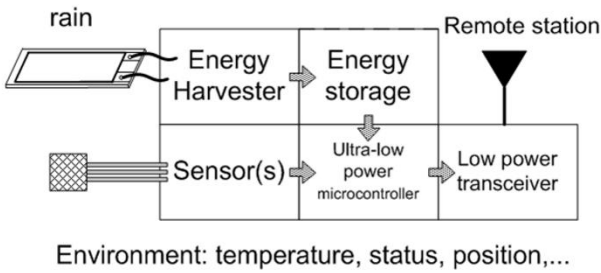 rain
Remote station
Energy
Harvester
Energy
storage
Sensor(s)
Ultra-low
power
microcontroller
Low power
transceiver
Environment: temperature, status, position,...